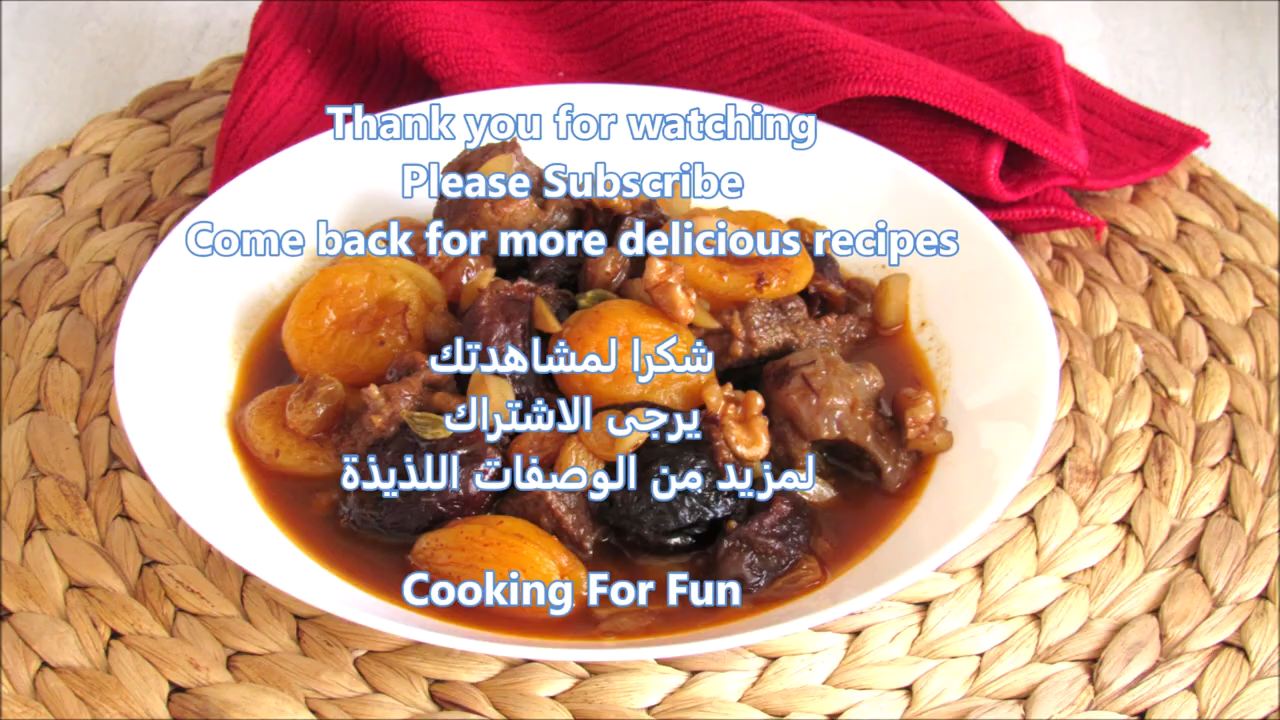 Thank you for watching
Please Subscribe
Come back for more delicious recipes
شكرا لمشاهدتك
يرجى الاشتراك
لمزيد من الوصفات اللذيذة
Cooking For Fun